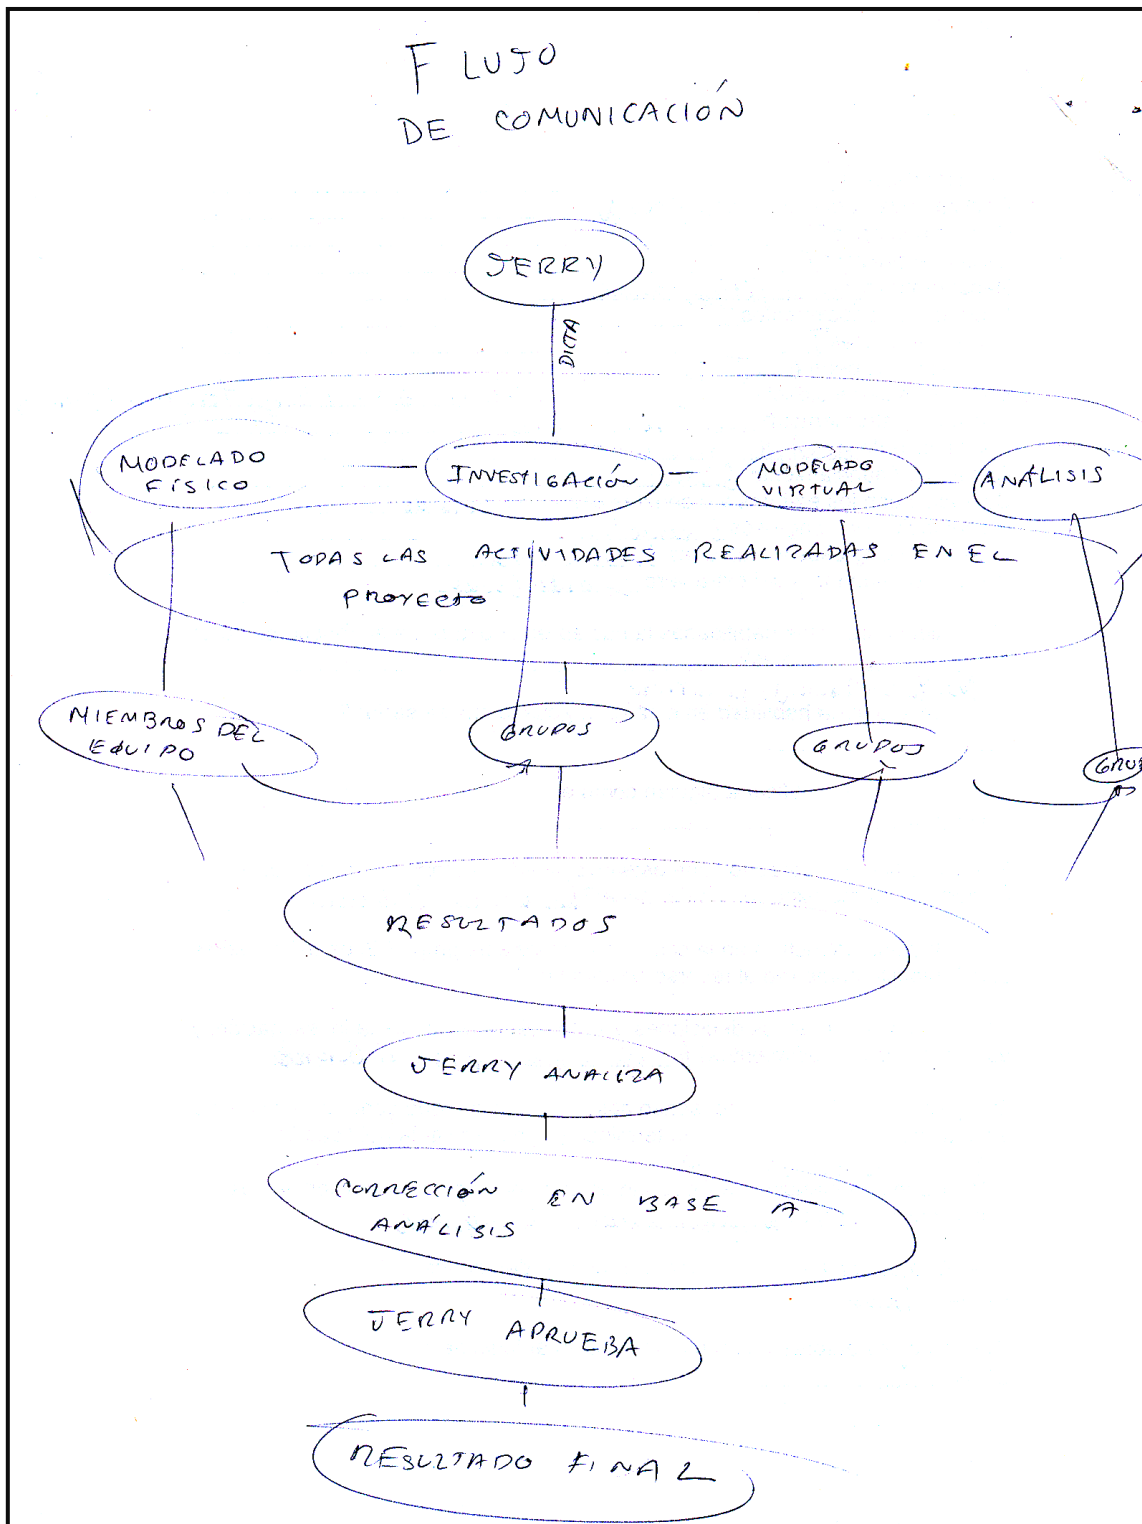 FLUJO
DE COMUNICACIÓN
JERRY
DICTA
MODELADO
FÍSICO
INVESTIGACIÓN
MODELADO
VIRTUAL
ANÁLISIS
TODAS LAS ACTIVIDADES REALIZADAS EN EL
PROYECTO
MIEMBROS DEL
EQUIPO
GRUPOS
GRUPOS
GRUP
RESULTADOS
JERRY ANALIZA
CORRECCIÓN EN BASE A
ANÁLISIS
JERRY APRUEBA
RESULTADO FINAL